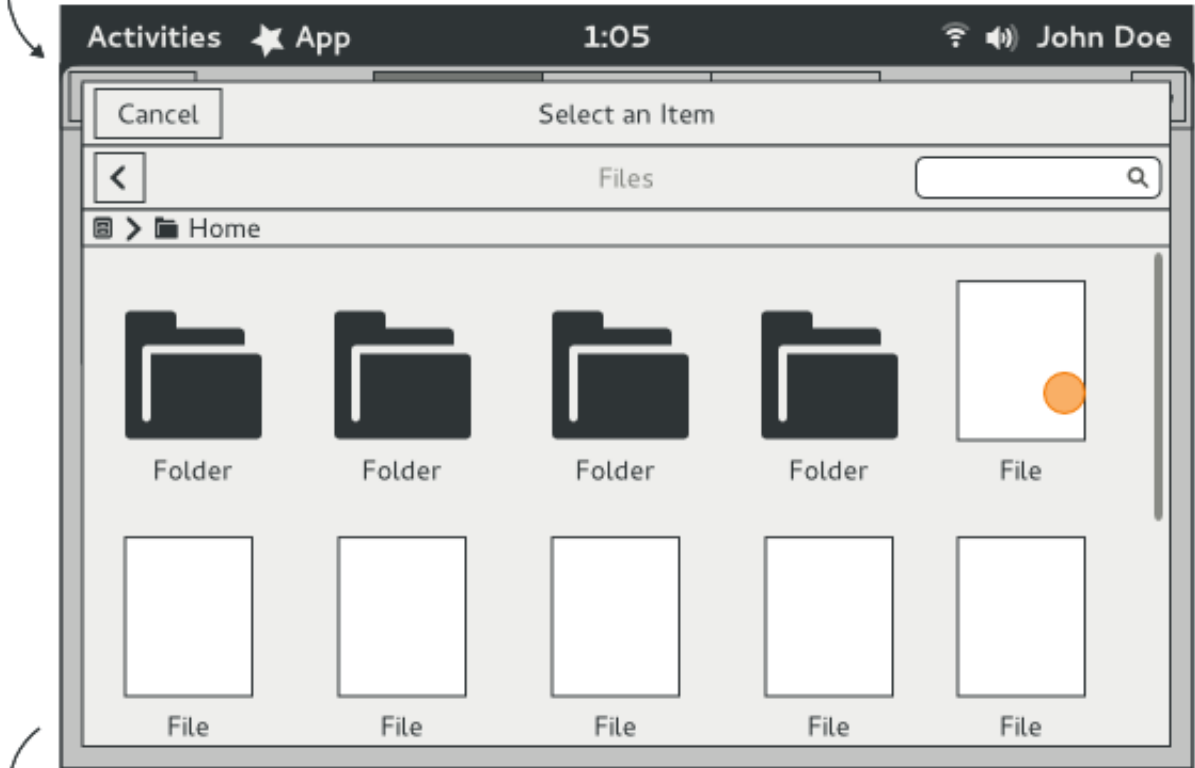 Activities App 1:05 John Doe
Cancel Select an Item
Files
Home
Folder Folder Folder Folder File
File File File File File